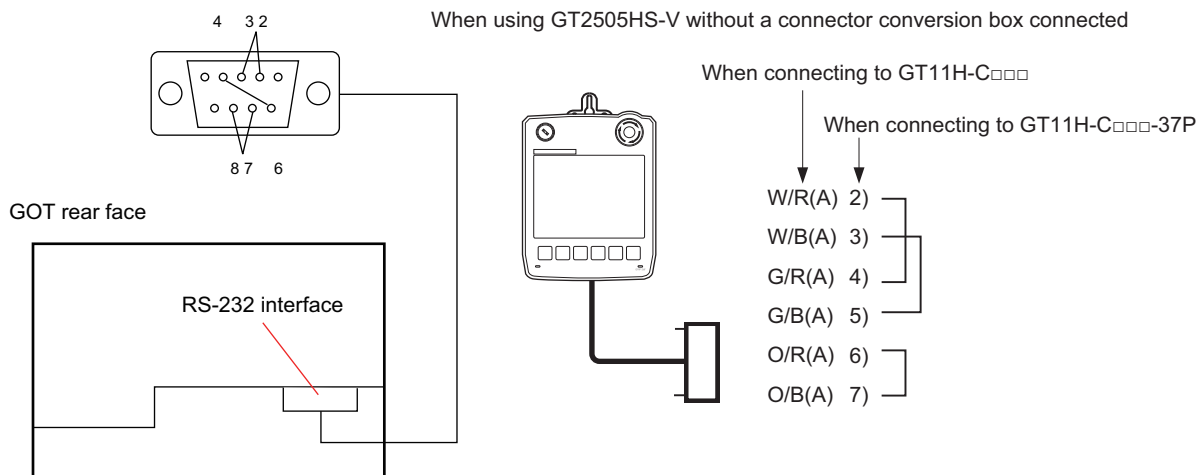 When using GT2505HS-V without a connector conversion box connected
4 3 2
8 7 6
GOT rear face
RS-232 interface
When connecting to GT11H-C□□□
When connecting to GT11H-C□□□-37P
W/R(A) 2)
W/B(A) 3)
G/R(A) 4)
G/B(A) 5)
O/R(A) 6)
O/B(A) 7)